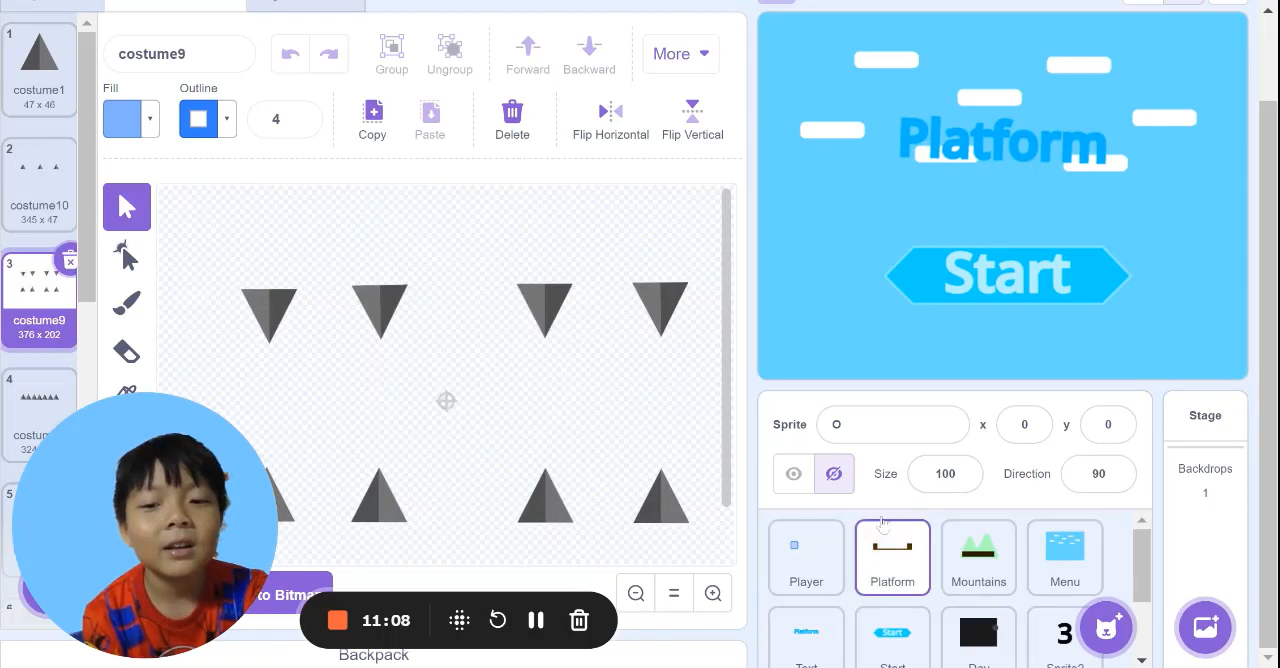 1
costume1
47 x 46
2
costume10
345 x 47
3
costume9
376 x 202
4
5
costume9
Group
Ungroup
Forward
Backward
More
Fill
Outline
4
Copy
Paste
Delete
Flip Horizontal
Flip Vertical
11:08
Backpack
Platform
Start
Sprite
O
x
0
y
0
Size
100
Direction
90
Player
Platform
Mountains
Menu
Platform
Start
3
Stage
Backdrops
1